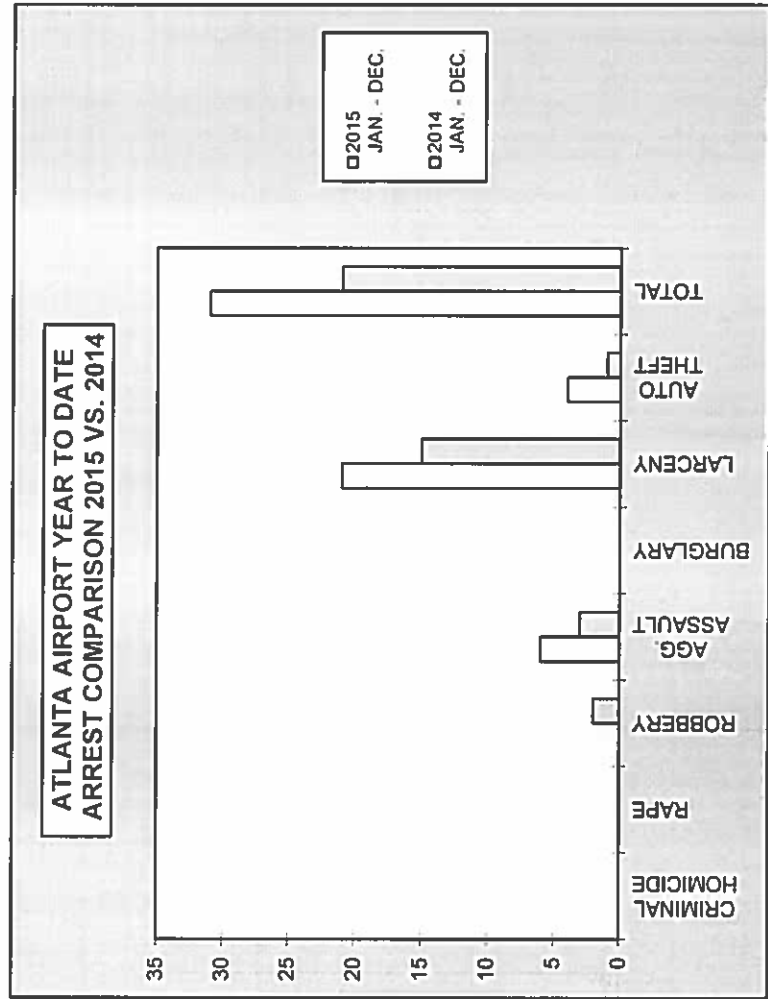 ATLANTA AIRPORT YEAR TO DATE
ARREST COMPARISON 2015 VS. 2014
35
30
25
20
15
10
5
0
CRIMINAL
HOMICIDE
RAPE
ROBBERY
AGG.
ASSAULT
BURGLARY
LARCENY
AUTO
THEFT
TOTAL
2015
JAN. - DEC.
2014
JAN. - DEC.